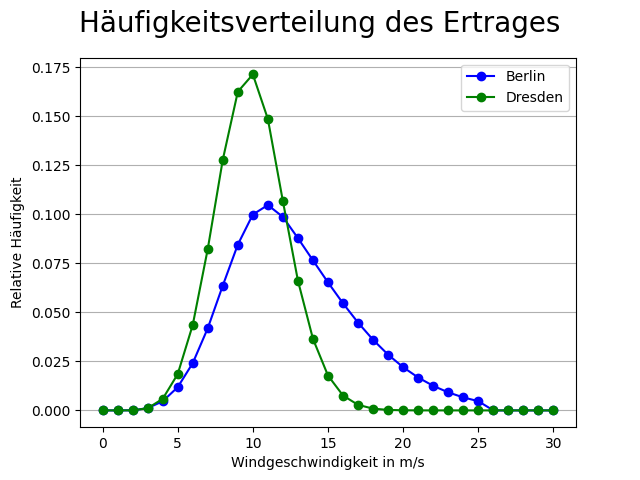 Häufigkeitsverteilung des Ertrages
Berlin
Dresden
Relative Häufigkeit
0.175
0.150
0.125
0.100
0.075
0.050
0.025
0.000
0 5 10 15 20 25 30
Windgeschwindigkeit in m/s